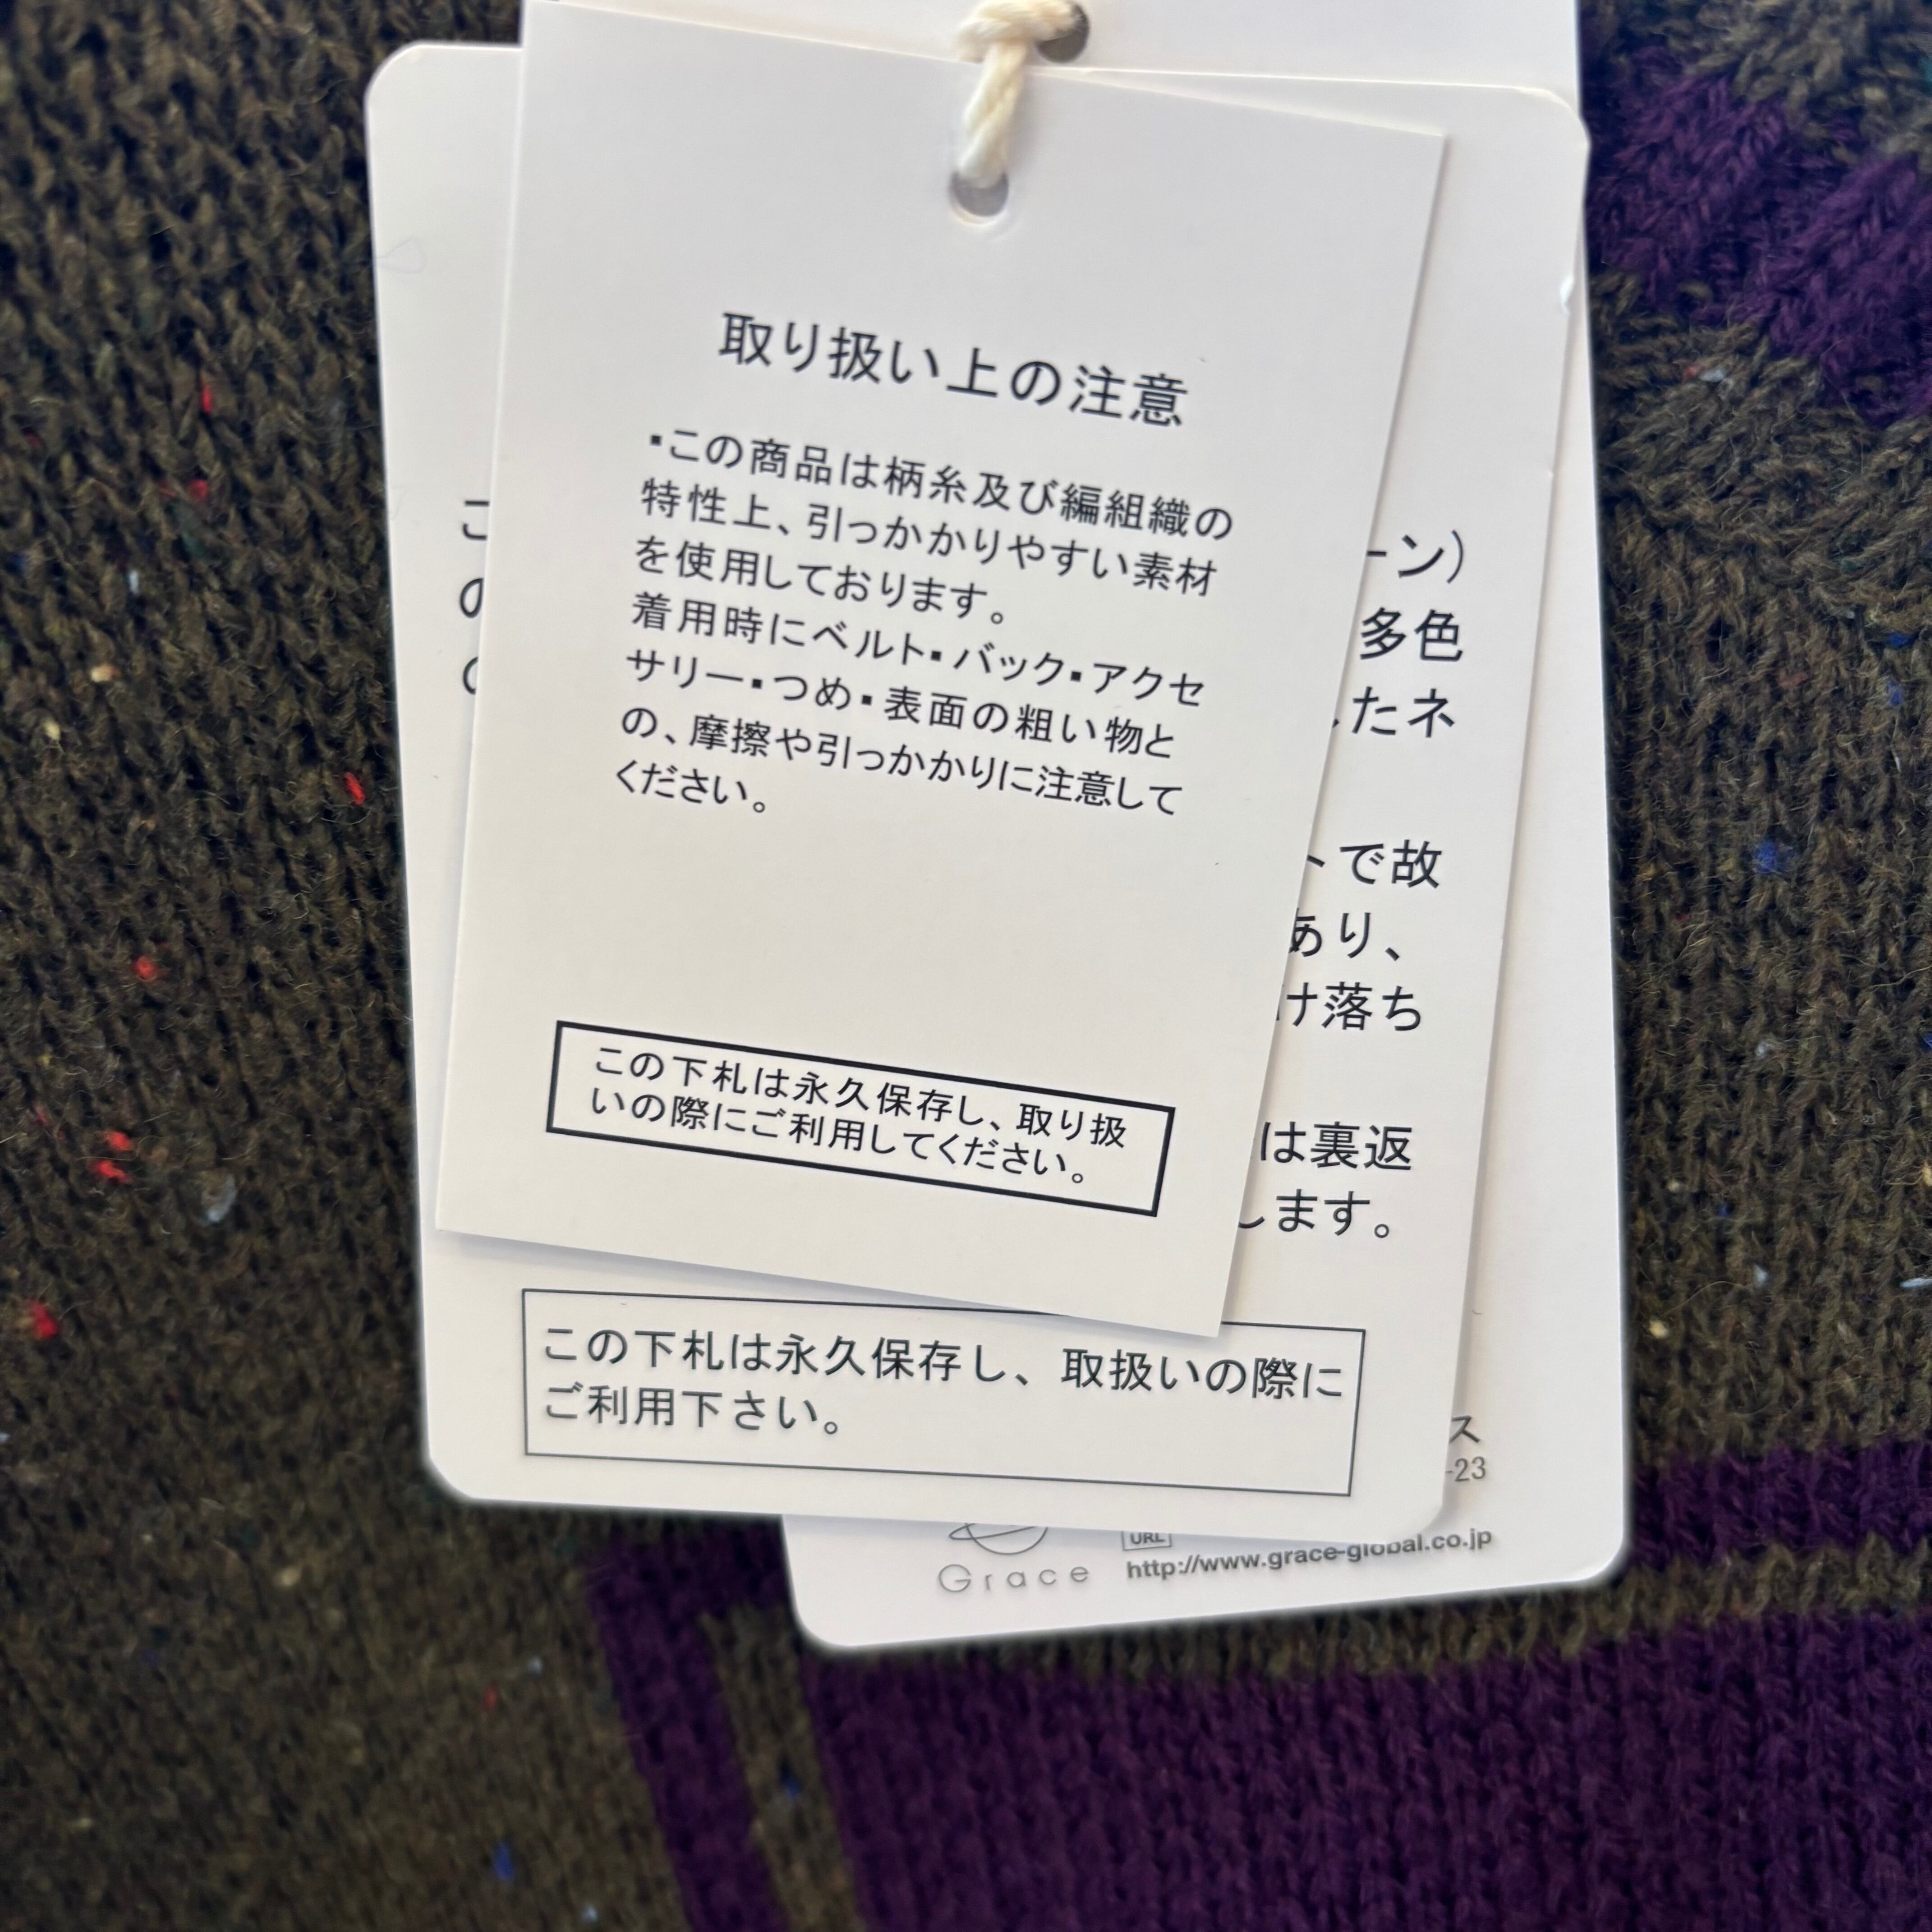 取り扱い上の注意
▪この商品は柄糸及び編組織の
特性上、引っかかりやすい素材
を使用しております。
着用時にベルト▪バック▪アクセ
サリー▪つめ▪表面の粗い物と
の、摩擦や引っかかりに注意して
ください。
この下札は永久保存し、取り扱
いの際にご利用してください。
ーン）
多色
たネ
で故
あり、
け落ち
は裏返
します。
この下札は永久保存し、取扱いの際に
ご利用下さい。
ス
-23
Grace
URL
http://www.grace-global.co.jp